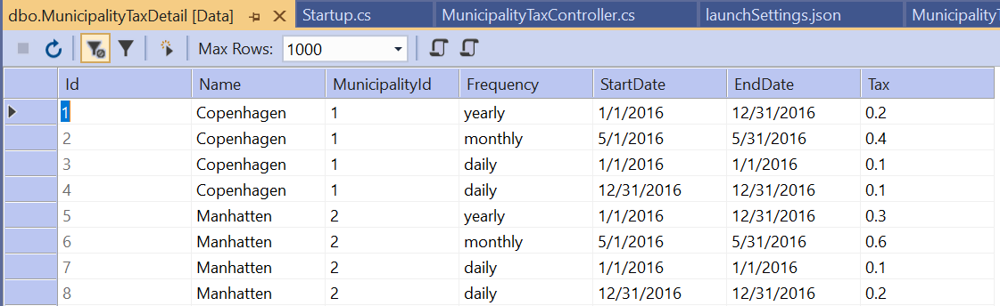 dbo.MunicipalityTaxDetail [Data] Startup.cs MunicipalityTaxController.cs launchSettings.json MunicipalityT
Max Rows: 1000
Id Name MunicipalityId Frequency StartDate EndDate Tax
1 Copenhagen 1 yearly 1/1/2016 12/31/2016 0.2
2 Copenhagen 1 monthly 5/1/2016 5/31/2016 0.4
3 Copenhagen 1 daily 1/1/2016 1/1/2016 0.1
4 Copenhagen 1 daily 12/31/2016 12/31/2016 0.1
5 Manhatten 2 yearly 1/1/2016 12/31/2016 0.3
6 Manhatten 2 monthly 5/1/2016 5/31/2016 0.6
7 Manhatten 2 daily 1/1/2016 1/1/2016 0.1
8 Manhatten 2 daily 12/31/2016 12/31/2016 0.2